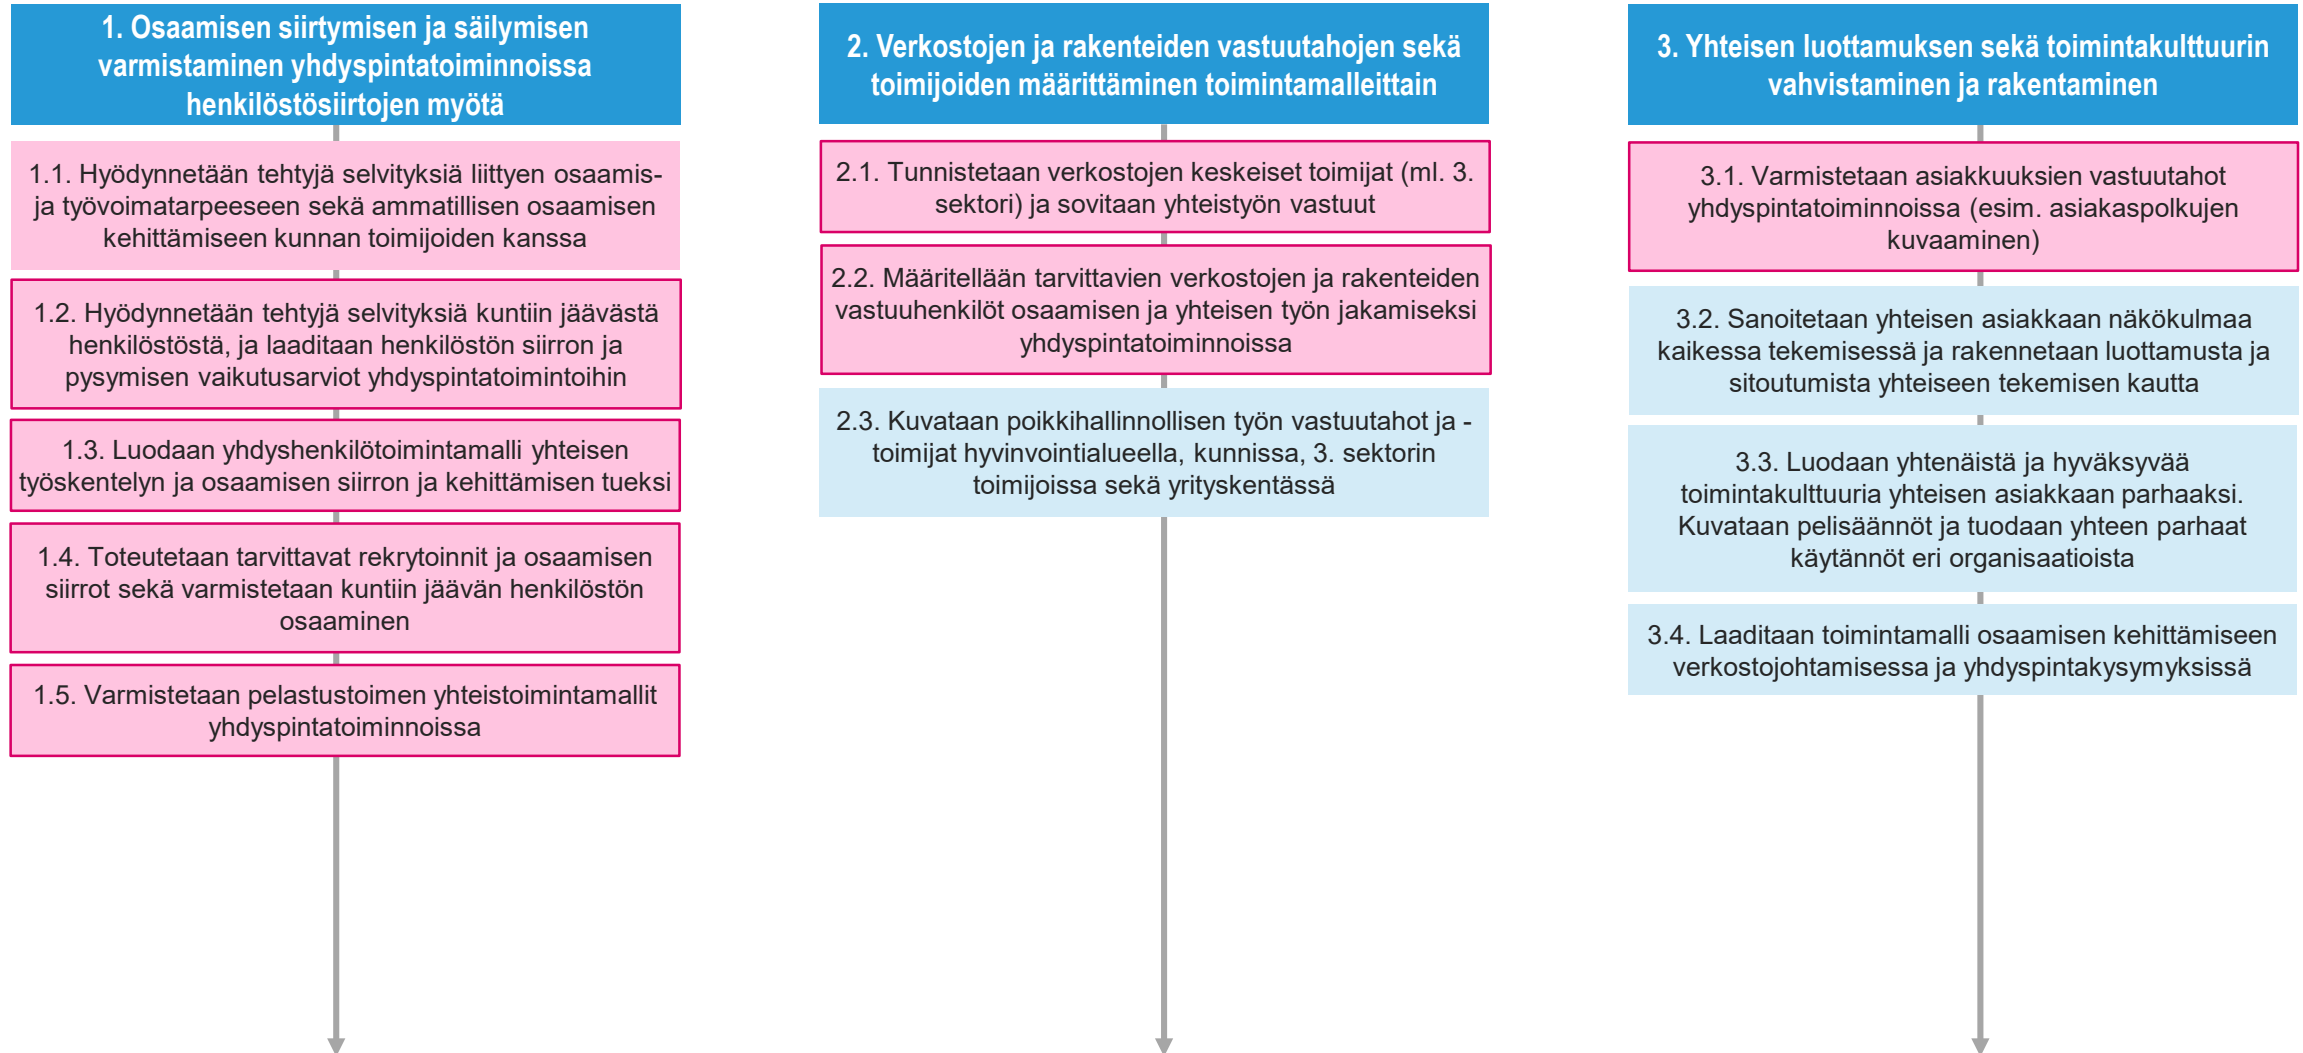 1. Osaamisen siirtymisen ja säilymisen
varmistaminen yhdyspintatoiminnoissa
henkilöstösiirtojen myötä
1.1. Hyödynnetään tehtyjä selvityksiä liittyen osaamis-
ja työvoimatarpeeseen sekä ammatillisen osaamisen
kehittämiseen kunnan toimijoiden kanssa
1.2. Hyödynnetään tehtyjä selvityksiä kuntiin jäävästä
henkilöstöstä, ja laaditaan henkilöstön siirron ja
pysymisen vaikutusarviot yhdyspintatoimintoihin
1.3. Luodaan yhdyshenkilötoimintamalli yhteisen
työskentelyn ja osaamisen siirron ja kehittämisen tueksi
1.4. Toteutetaan tarvittavat rekrytoinnit ja osaamisen
siirrot sekä varmistetaan kuntiin jäävän henkilöstön
osaaminen
1.5. Varmistetaan pelastustoimen yhteistoimintamallit
yhdyspintatoiminnoissa
2. Verkostojen ja rakenteiden vastuutahojen sekä
toimijoiden määrittäminen toimintamalleittain
2.1. Tunnistetaan verkostojen keskeiset toimijat (ml. 3.
sektori) ja sovitaan yhteistyön vastuut
2.2. Määritellään tarvittavien verkostojen ja rakenteiden
vastuuhenkilöt osaamisen ja yhteisen työn jakamiseksi
yhdyspintatoiminnoissa
2.3. Kuvataan poikkihallinnollisen työn vastuutahot ja -
toimijat hyvinvointialueella, kunnissa, 3. sektorin
toimijoissa sekä yrityskentässä
3. Yhteisen luottamuksen sekä toimintakulttuurin
vahvistaminen ja rakentaminen
3.1. Varmistetaan asiakkuuksien vastuutahot
yhdyspintatoiminnoissa (esim. asiakaspolkujen
kuvaaminen)
3.2. Sanoitetaan yhteisen asiakkaan näkökulmaa
kaikessa tekemisessä ja rakennetaan luottamusta ja
sitoutumista yhteiseen tekemisen kautta
3.3. Luodaan yhtenäistä ja hyväksyvää
toimintakulttuuria yhteisen asiakkaan parhaaksi.
Kuvataan pelisäännöt ja tuodaan yhteen parhaat
käytännöt eri organisaatioista
3.4. Laaditaan toimintamalli osaamisen kehittämiseen
verkostojohtamisessa ja yhdyspintakysymyksissä